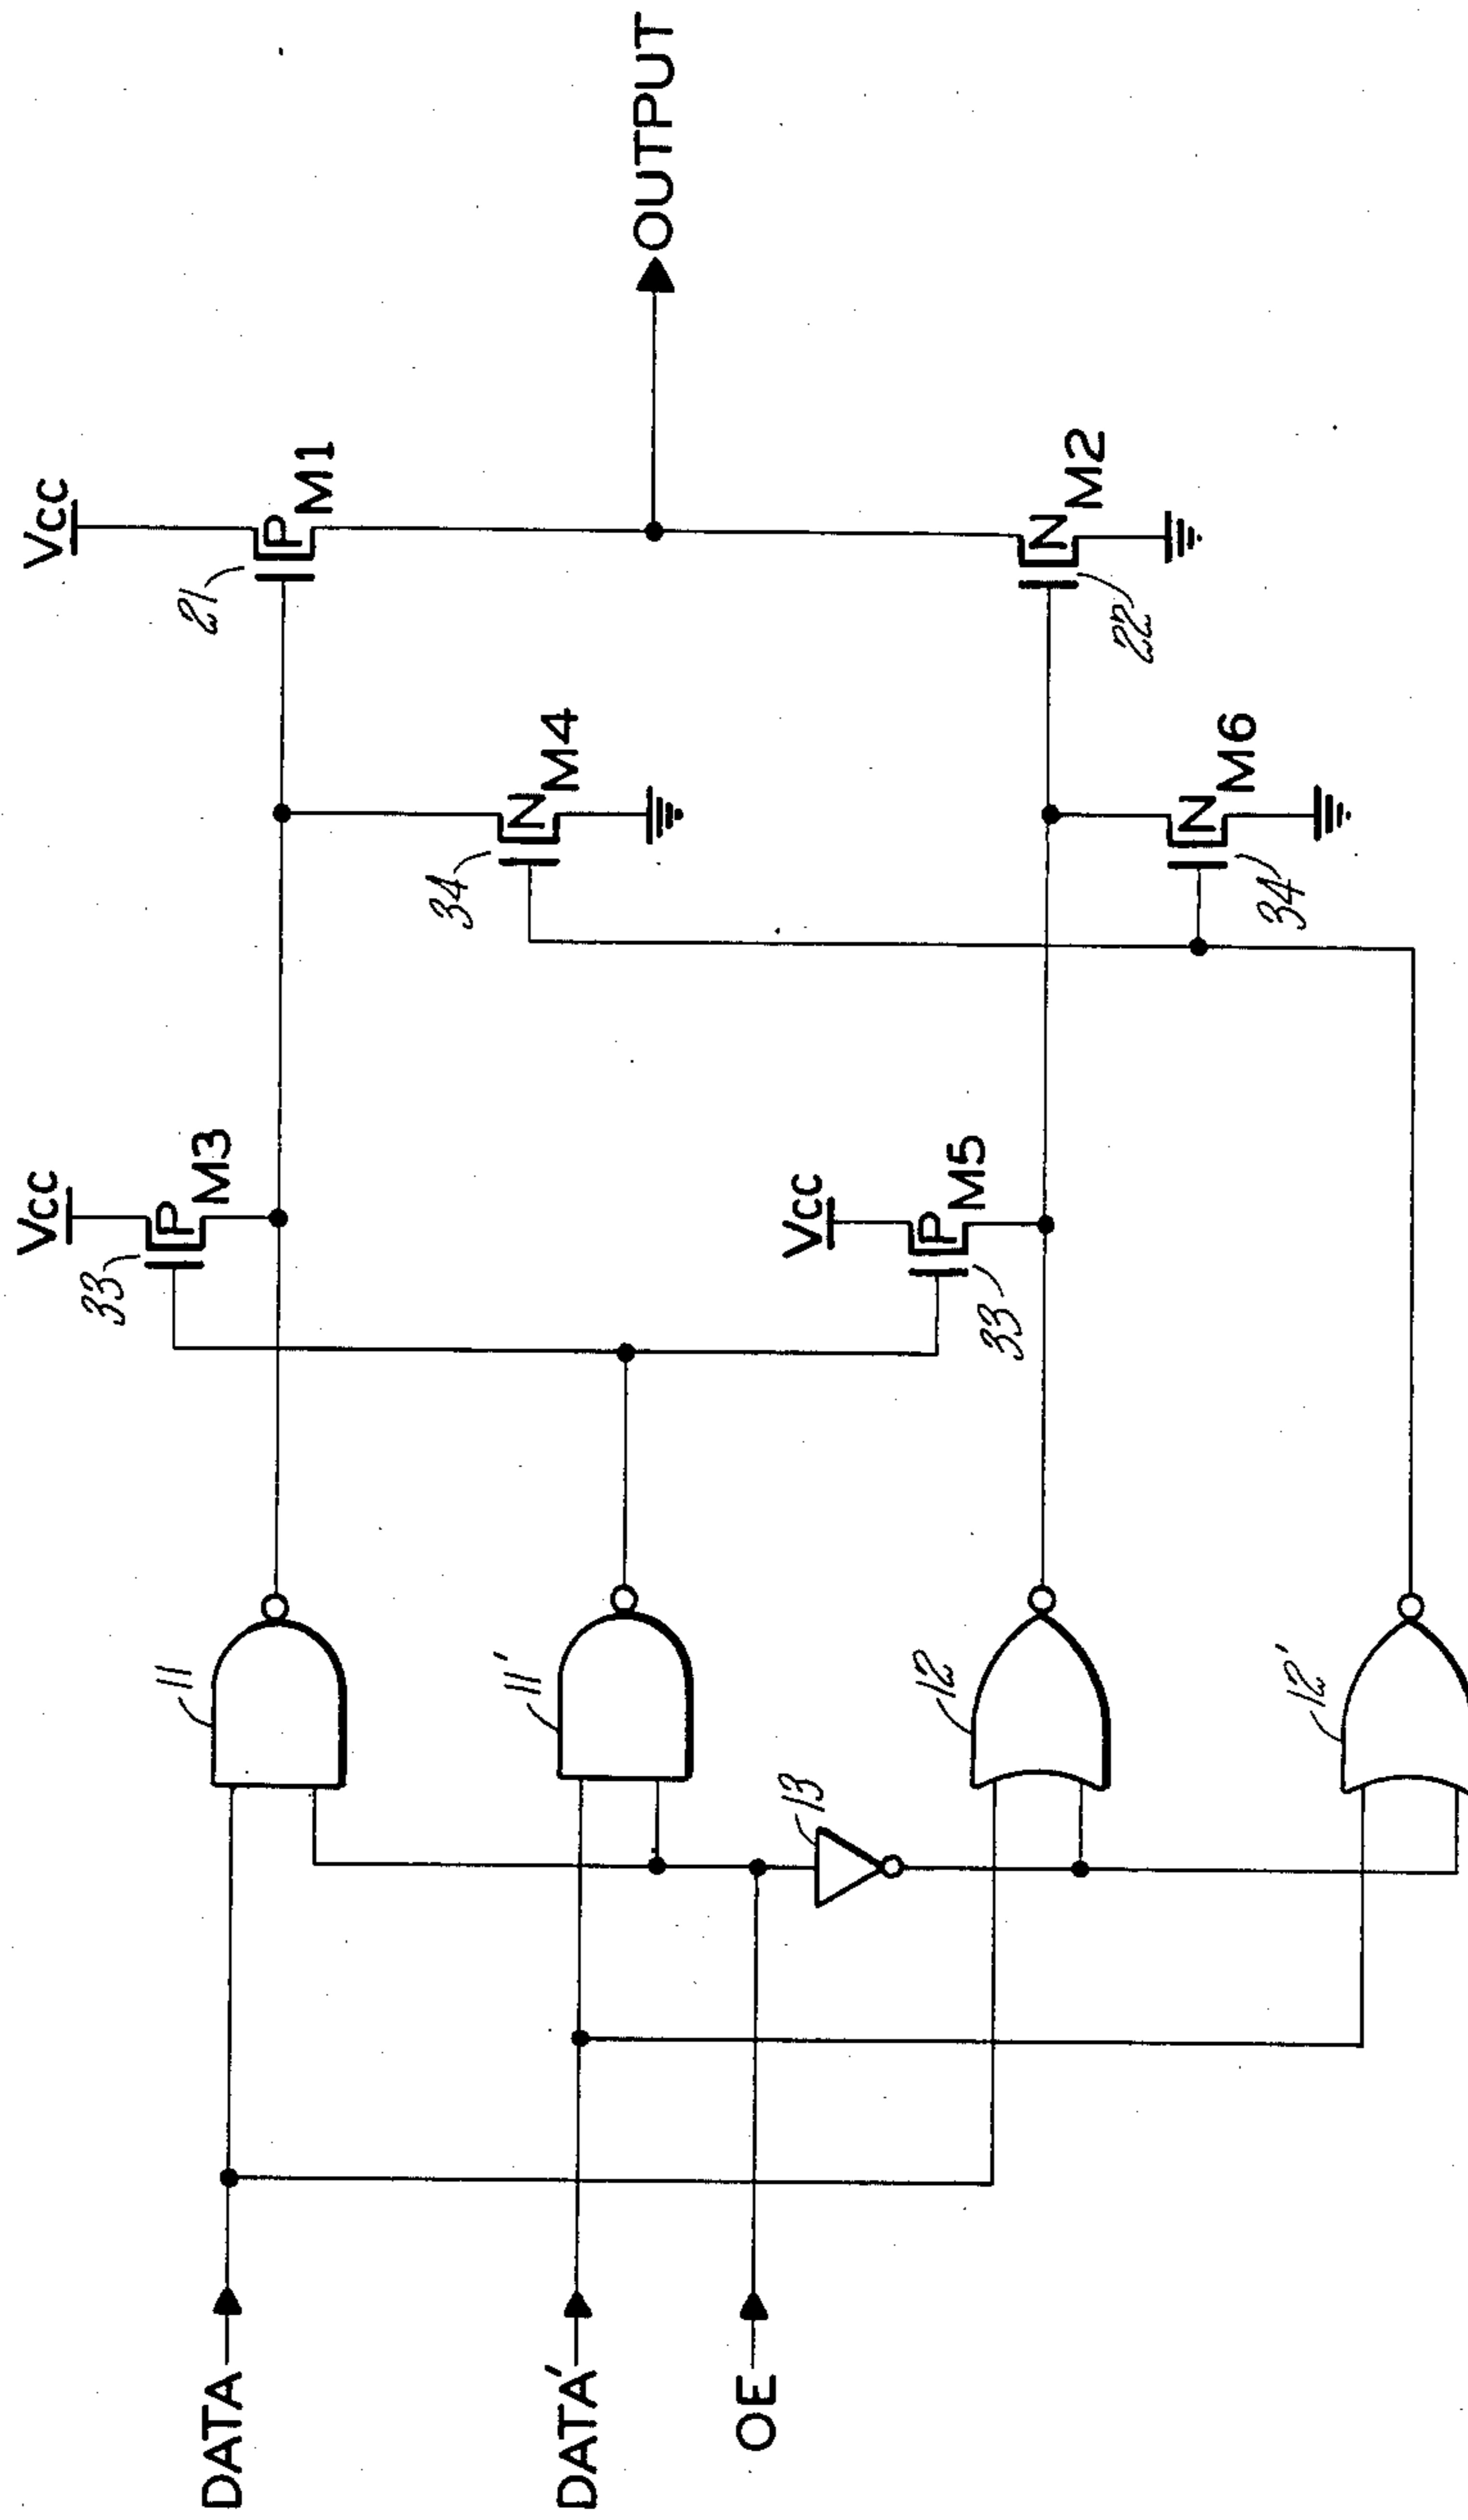 Vcc
21
P
M1
OUTPUT
N
M2
22
34
N
M4
N
M6
34
Vcc
33
P
M3
Vcc
P
M5
33
11
11'
12
12'
13
DATA
DATA'
OE